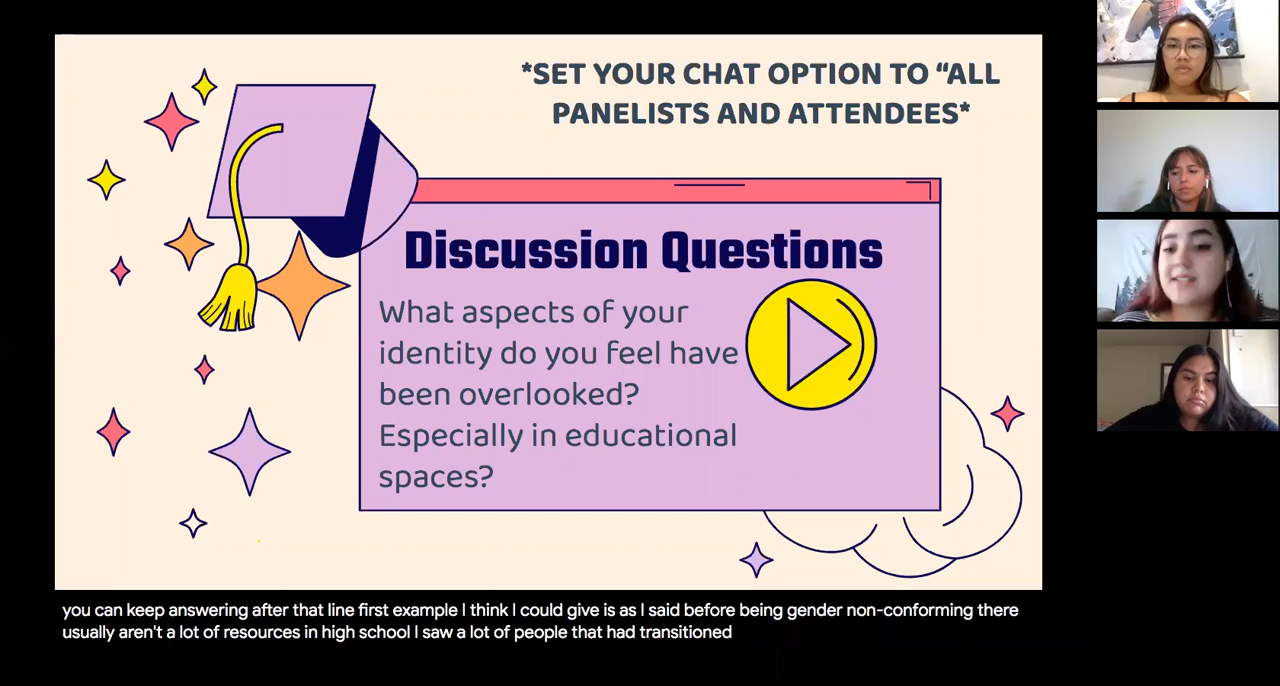 *SET YOUR CHAT OPTION TO “ALL
PANELISTS AND ATTENDEES*
Discussion Questions
What aspects of your
identity do you feel have
been overlooked?
Especially in educational
spaces?
you can keep answering after that line first example I think I could give is as I said before being gender non-conforming there
usually aren't a lot of resources in high school I saw a lot of people that had transitioned